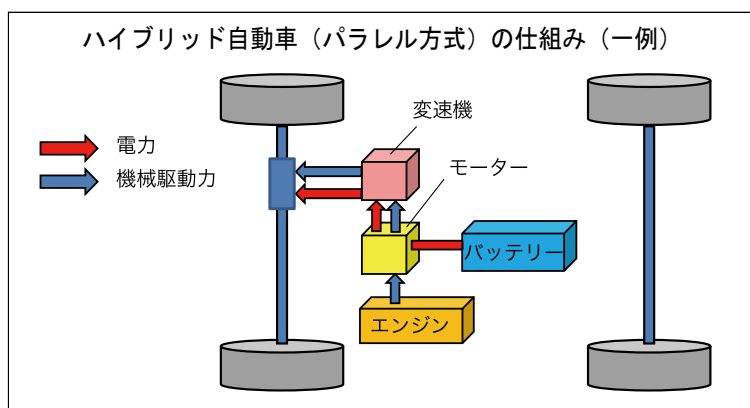 ハイブリッド自動車（パラレル方式）の仕組み（一例）
変速機
電力
モーター
機械駆動力
バッテリー
エンジン